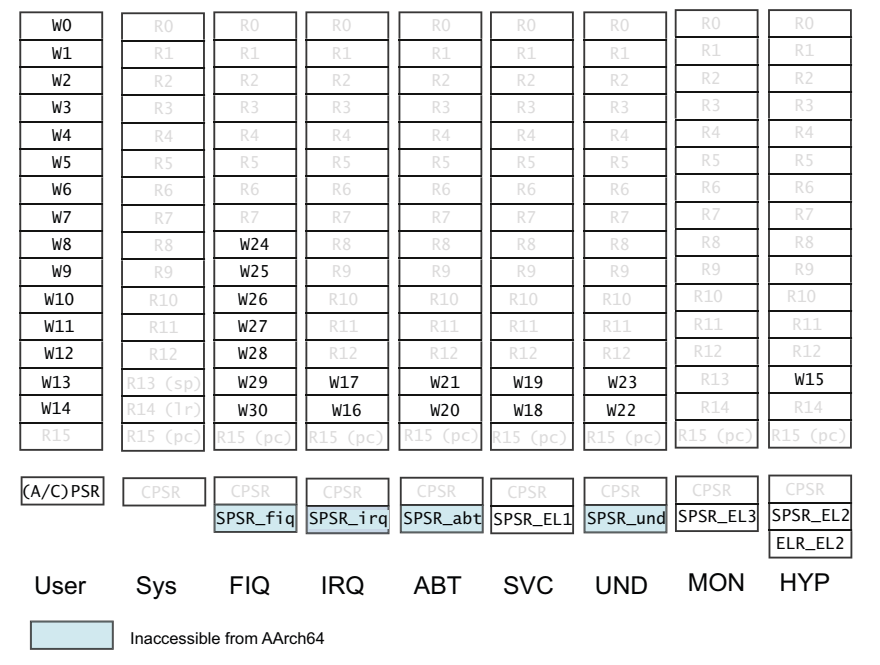 W0 R0 R0 R0 R0 R0 R0 R0 R0
W1 R1 R1 R1 R1 R1 R1 R1 R1
W2 R2 R2 R2 R2 R2 R2 R2 R2
W3 R3 R3 R3 R3 R3 R3 R3 R3
W4 R4 R4 R4 R4 R4 R4 R4 R4
W5 R5 R5 R5 R5 R5 R5 R5 R5
W6 R6 R6 R6 R6 R6 R6 R6 R6
W7 R7 R7 R7 R7 R7 R7 R7 R7
W8 R8 W24 R8 R8 R8 R8 R8 R8
W9 R9 W25 R9 R9 R9 R9 R9 R9
W10 R10 W26 R10 R10 R10 R10 R10 R10
W11 R11 W27 R11 R11 R11 R11 R11 R11
W12 R12 W28 R12 R12 R12 R12 R12 R12
W13 R13 (sp) W29 W17 W21 W19 W23 R13 W15
W14 R14 (lr) W30 W16 W20 W18 W22 R14 R14
R15 R15 (pc) R15 (pc) R15 (pc) R15 (pc) R15 (pc) R15 (pc) R15 (pc) R15 (pc)
(A/C)PSR CPSR CPSR CPSR CPSR CPSR CPSR CPSR CPSR
SPSR_fiq SPSR_irq SPSR_abt SPSR_EL1 SPSR_und SPSR_EL3 SPSR_EL2
ELR_EL2
User Sys FIQ IRQ ABT SVC UND MON HYP
Inaccessible from AArch64